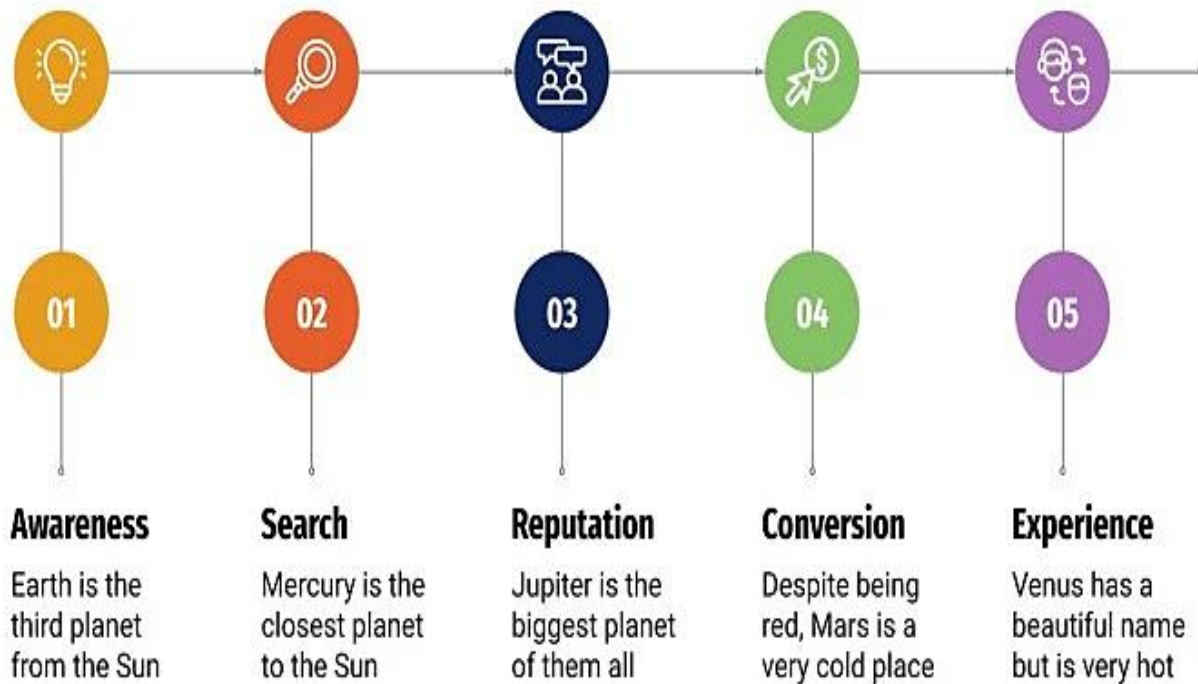 01
02
03
04
05
Awareness
Earth is the
third planet
from the Sun
Search
Mercury is the
closest planet
to the Sun
Reputation
Jupiter is the
biggest planet
of them all
Conversion
Despite being
red, Mars is a
very cold place
Experience
Venus has a
beautiful name
but is very hot